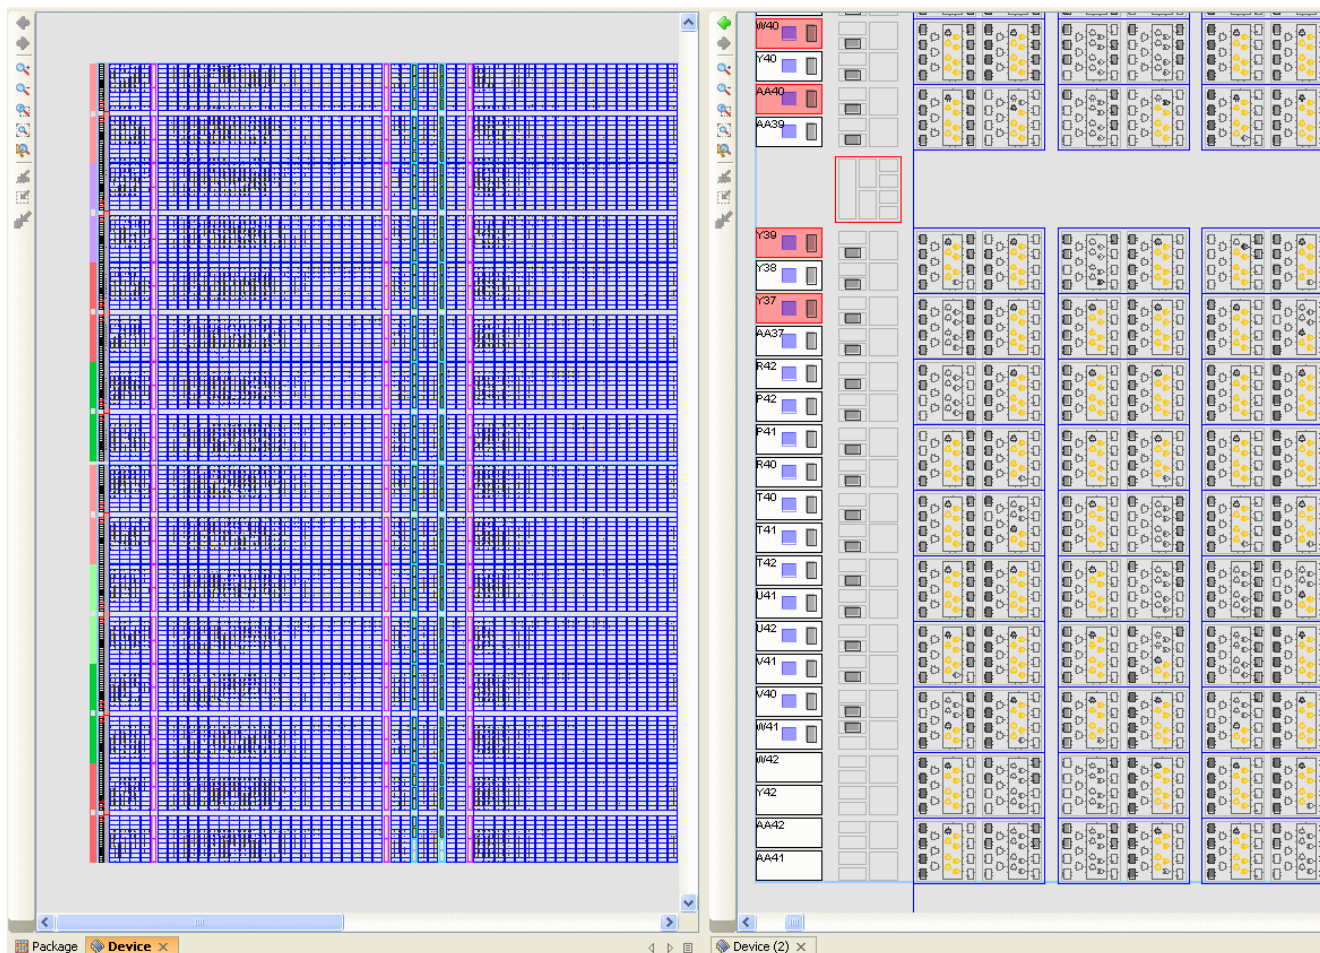 W40
Y40
AA40
AA39
Y39
Y38
Y37
AA37
R42
P42
P41
R40
T40
T41
T42
U41
U42
V41
V40
W41
W42
Y42
AA42
AA41
Package
Device
Device (2)